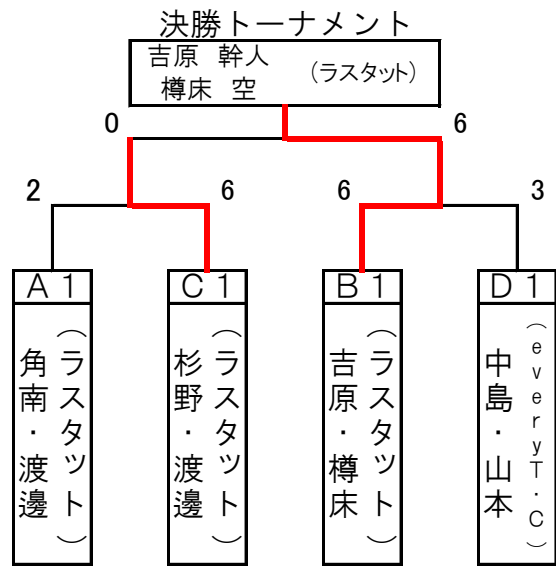 決勝トーナメント
吉原 幹人
樽床 空
(ラスタット)
0
6
2
6
6
3
A1
C1
B1
D1
角南・渡邊
(ラスタット)
杉野・渡邊
(ラスタット)
吉原・樽床
(ラスタット)
中島・山本
(everyT・C)